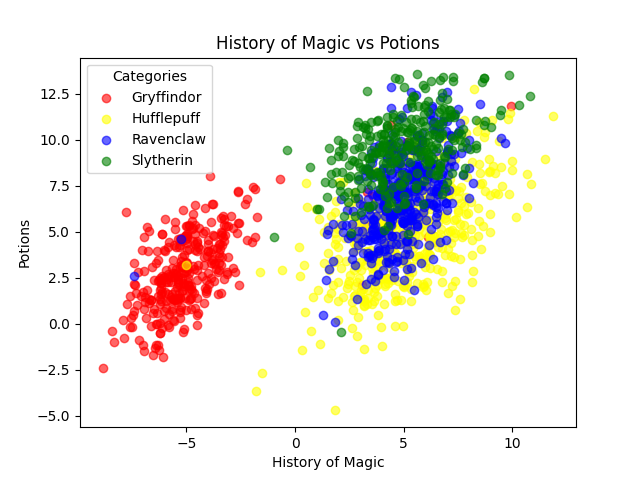 History of Magic vs Potions
Categories
Gryffindor
Hufflepuff
Ravenclaw
Slytherin
12.5
10.0
7.5
5.0
2.5
0.0
−2.5
−5.0
Potions
−5
0
5
10
History of Magic